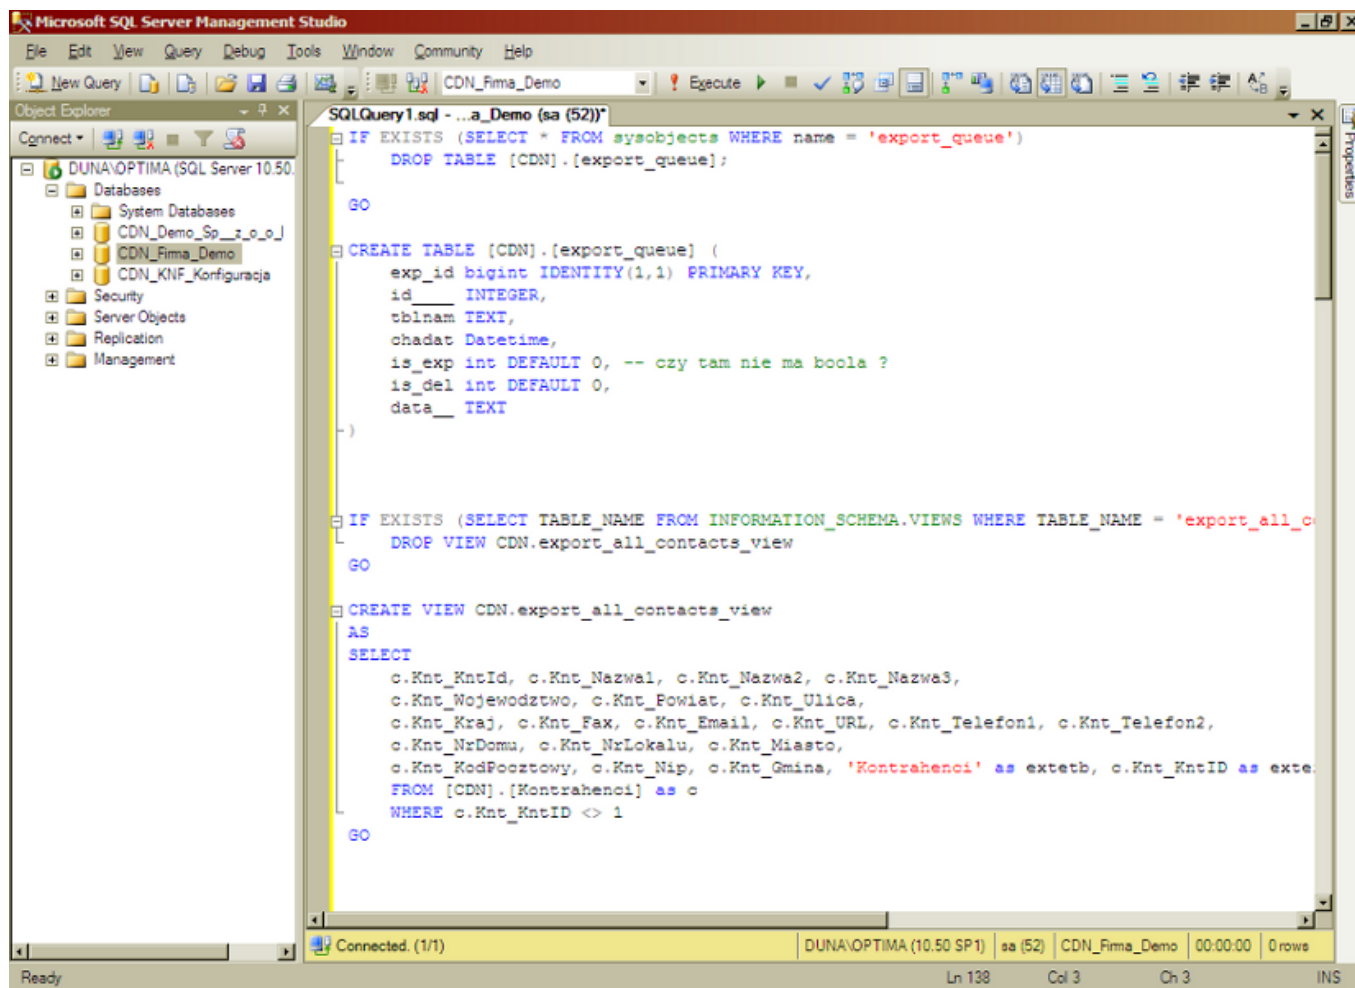 Microsoft SQL Server Management Studio
File Edit View Query Debug Tools Window Community Help
New Query CDN_Firma_Demo Execute
Object Explorer
SQLQuery1.sql - ...a_Demo (sa (52))*
Connect
DUNA\OPTIMA (SQL Server 10.50.
Databases
System Databases
CDN_Demo_Sp__z_o_o_l
CDN_Firma_Demo
CDN_KNF_Konfiguracja
Security
Server Objects
Replication
Management
IF EXISTS (SELECT * FROM sysobjects WHERE name = 'export_queue')
DROP TABLE [CDN].[export_queue];
GO
CREATE TABLE [CDN].[export_queue] (
exp_id bigint IDENTITY(1,1) PRIMARY KEY,
id____ INTEGER,
tblnam TEXT,
chadat Datetime,
is_exp int DEFAULT 0, -- czy tam nie ma boola ?
is_del int DEFAULT 0,
data__ TEXT
)
IF EXISTS (SELECT TABLE_NAME FROM INFORMATION_SCHEMA.VIEWS WHERE TABLE_NAME = 'export_all_c
DROP VIEW CDN.export_all_contacts_view
GO
CREATE VIEW CDN.export_all_contacts_view
AS
SELECT
c.Knt_KntId, c.Knt_Nazwa1, c.Knt_Nazwa2, c.Knt_Nazwa3,
c.Knt_Wojewodztwo, c.Knt_Powiat, c.Knt_Ulica,
c.Knt_Kraj, c.Knt_Fax, c.Knt_Email, c.Knt_URL, c.Knt_Telefon1, c.Knt_Telefon2,
c.Knt_NrDomu, c.Knt_NrLokalu, c.Knt_Miasto,
c.Knt_KodPocztowy, c.Knt_Nip, c.Knt_Gmina, 'Kontrahenci' as extetb, c.Knt_KntID as exte
FROM [CDN].[Kontrahenci] as c
WHERE c.Knt_KntID <> 1
GO
Properties
Connected. (1/1) DUNA\OPTIMA (10.50 SP1) sa (52) CDN_Firma_Demo 00:00:00 0 rows
Ready Ln 138 Col 3 Ch 3 INS